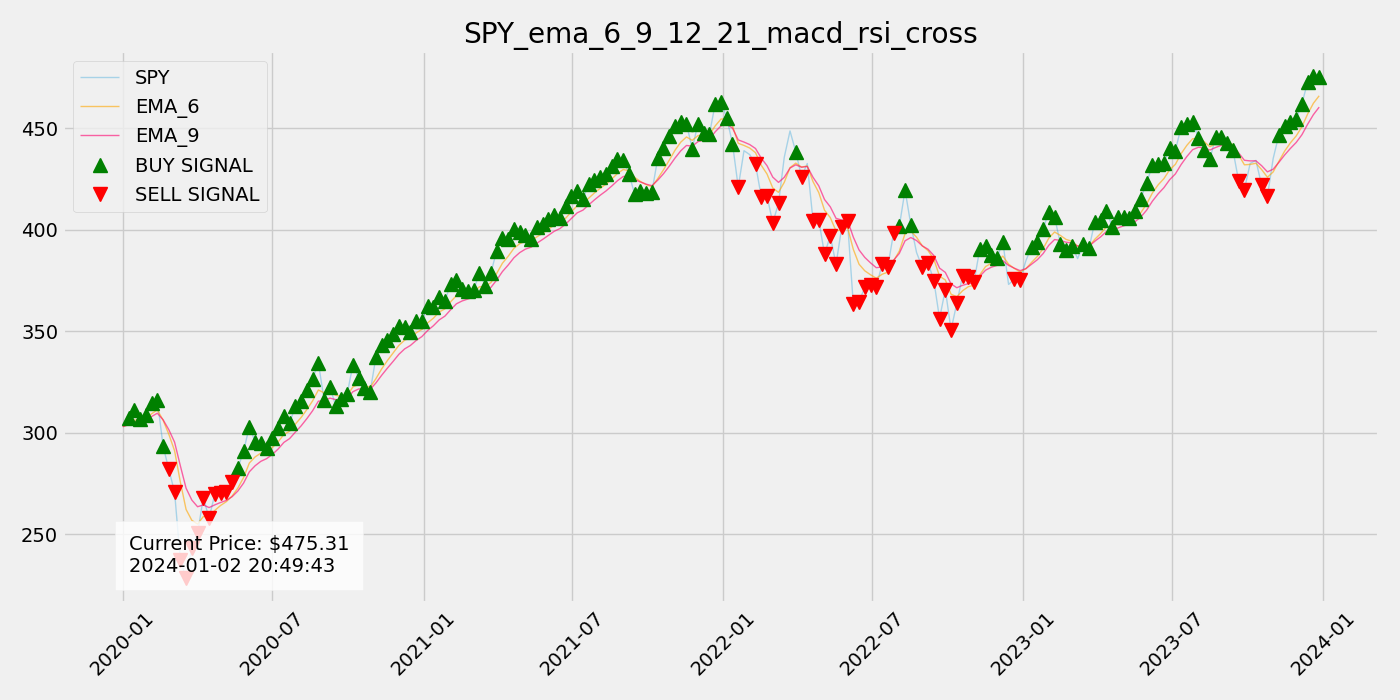 SPY_ema_6_9_12_21_macd_rsi_cross
SPY
EMA_6
EMA_9
BUY SIGNAL
SELL SIGNAL
450
400
350
300
250
Current Price: $475.31
2024-01-02 20:49:43
2020-01
2020-07
2021-01
2021-07
2022-01
2022-07
2023-01
2023-07
2024-01